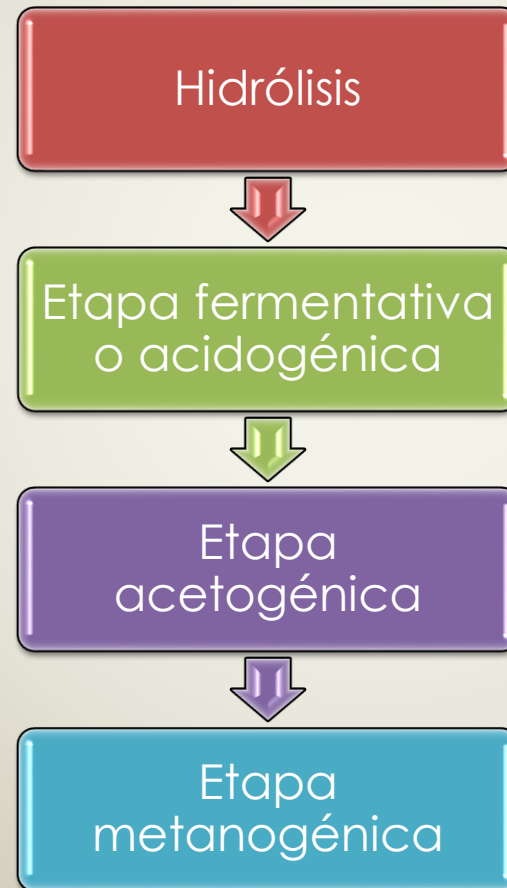 Hidrólisis
Etapa fermentativa
o acidogénica
Etapa
acetogénica
Etapa
metanogénica